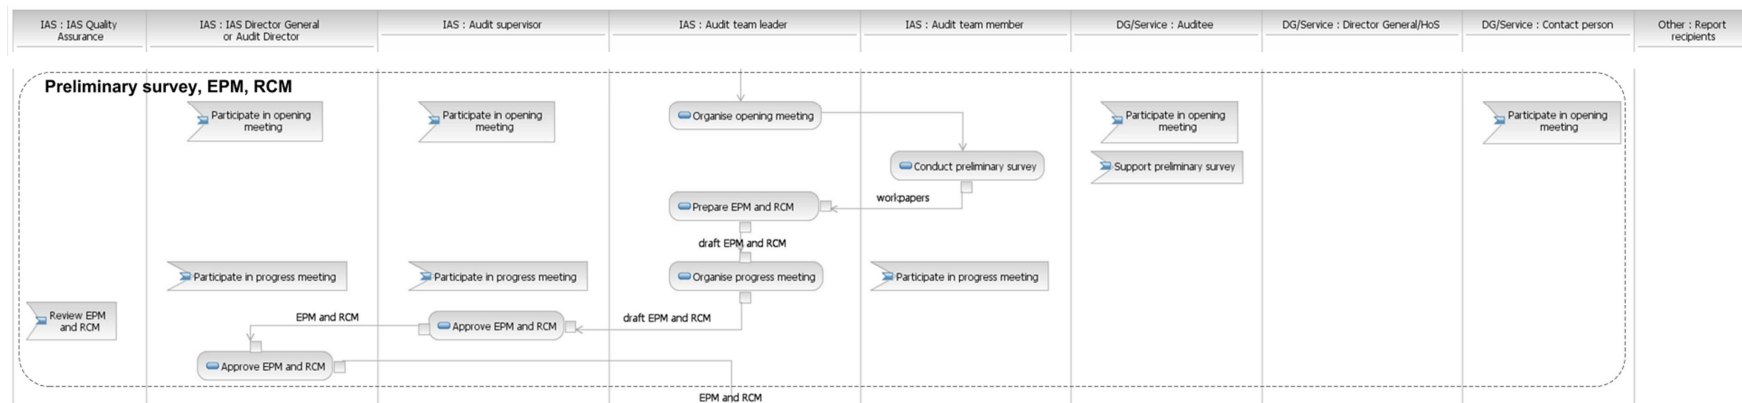 IAS : IAS Quality
Assurance
IAS : IAS Director General
or Audit Director
IAS : Audit supervisor
IAS : Audit team leader
IAS : Audit team member
DG/Service : Auditee
DG/Service : Director General/HoS
DG/Service : Contact person
Other : Report
recipients
Preliminary survey, EPM, RCM
Participate in opening
meeting
Participate in opening
meeting
Organise opening meeting
Participate in opening
meeting
Participate in opening
meeting
Conduct preliminary survey
Support preliminary survey
workpapers
Prepare EPM and RCM
draft EPM and RCM
Participate in progress meeting
Participate in progress meeting
Organise progress meeting
Participate in progress meeting
Review EPM
and RCM
EPM and RCM
Approve EPM and RCM
draft EPM and RCM
Approve EPM and RCM
EPM and RCM